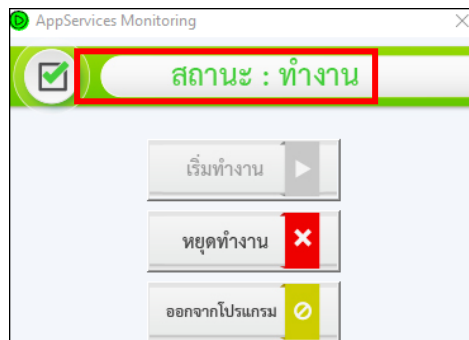 AppServices Monitoring
สถานะ : ทำงาน
เริ่มทำงาน
หยุดทำงาน
ออกจากโปรแกรม